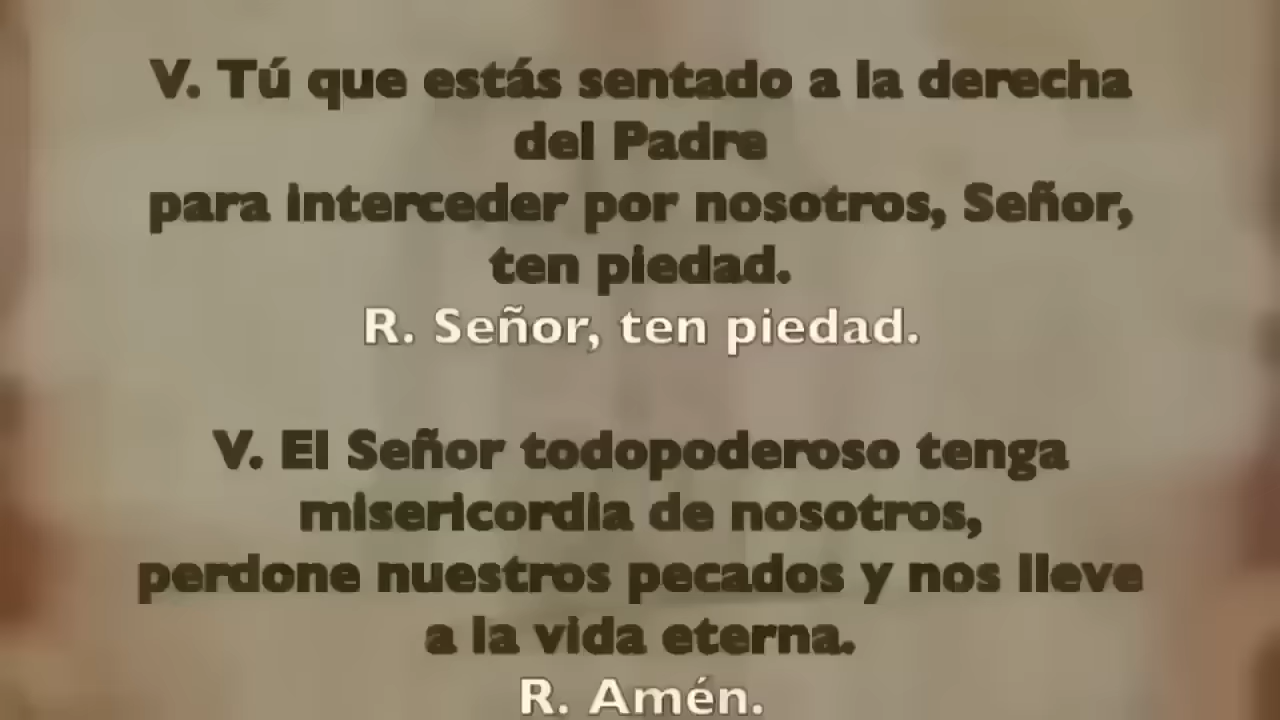 V. Tú que estás sentado a la derecha
del Padre
para interceder por nosotros, Señor,
ten piedad.
R. Señor, ten piedad.
V. El Señor todopoderoso tenga
misericordia de nosotros,
perdone nuestros pecados y nos lleve
a la vida eterna.
R. Amén.